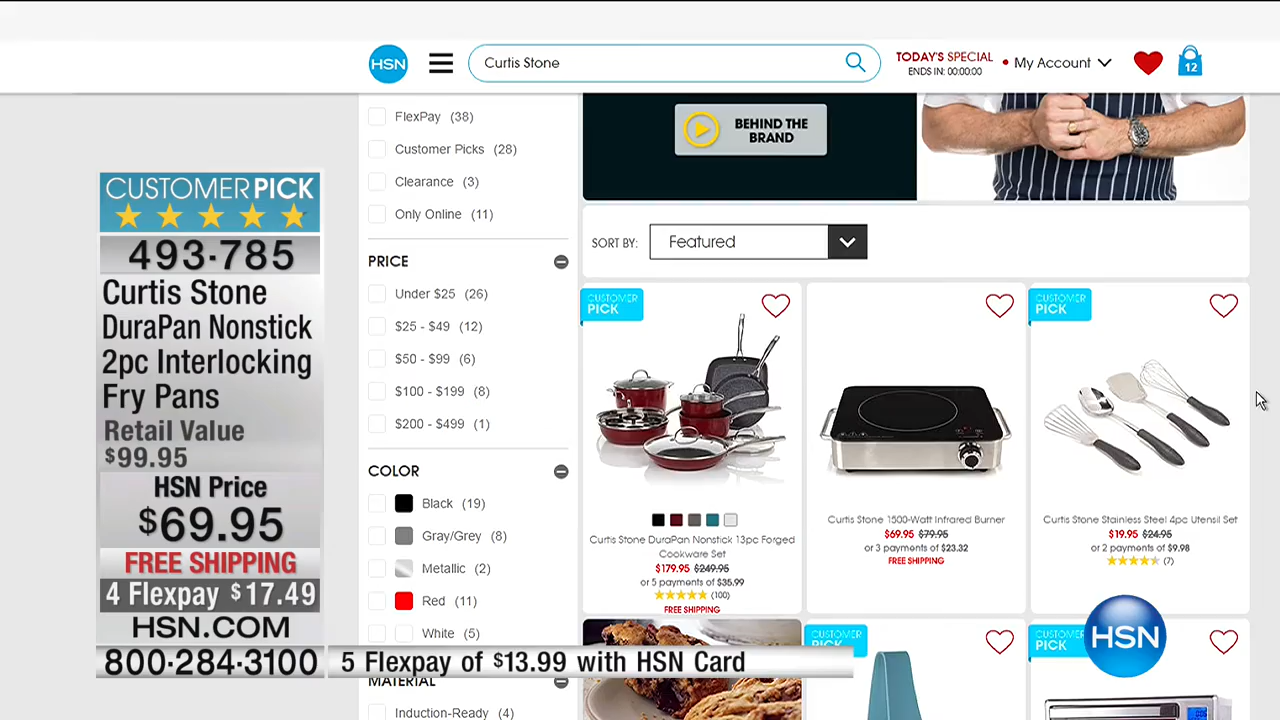 HSN
Curtis Stone
TODAY'S SPECIAL
ENDS IN: 00:00:00
My Account
12
FlexPay (38)
Customer Picks (28)
Clearance (3)
Only Online (11)
PRICE
Under $25 (26)
$25 - $49 (12)
$50 - $99 (6)
$100 - $199 (8)
$200 - $499 (1)
COLOR
Black (19)
Gray/Grey (8)
Metallic (2)
Red (11)
White (5)
MATERIAL
Induction-Ready (4)
BEHIND THE
BRAND
SORT BY:
Featured
CUSTOMER
PICK
Curtis Stone DuraPan Nonstick 13pc Forged
Cookware Set
$179.95 $249.95
or 5 payments of $35.99
(100)
FREE SHIPPING
Curtis Stone 1500-Watt Infrared Burner
$69.95 $79.95
or 3 payments of $23.32
FREE SHIPPING
CUSTOMER
PICK
Curtis Stone Stainless Steel 4pc Utensil Set
$19.95 $24.95
or 2 payments of $9.98
(7)
CUSTOMER
PICK
CUSTOMER
PICK
HSN
CUSTOMER PICK
493·785
Curtis Stone
DuraPan Nonstick
2pc Interlocking
Fry Pans
Retail Value
$99.95
HSN Price
$69.95
FREE SHIPPING
4 Flexpay $17.49
HSN.COM
800·284·3100
5 Flexpay of $13.99 with HSN Card